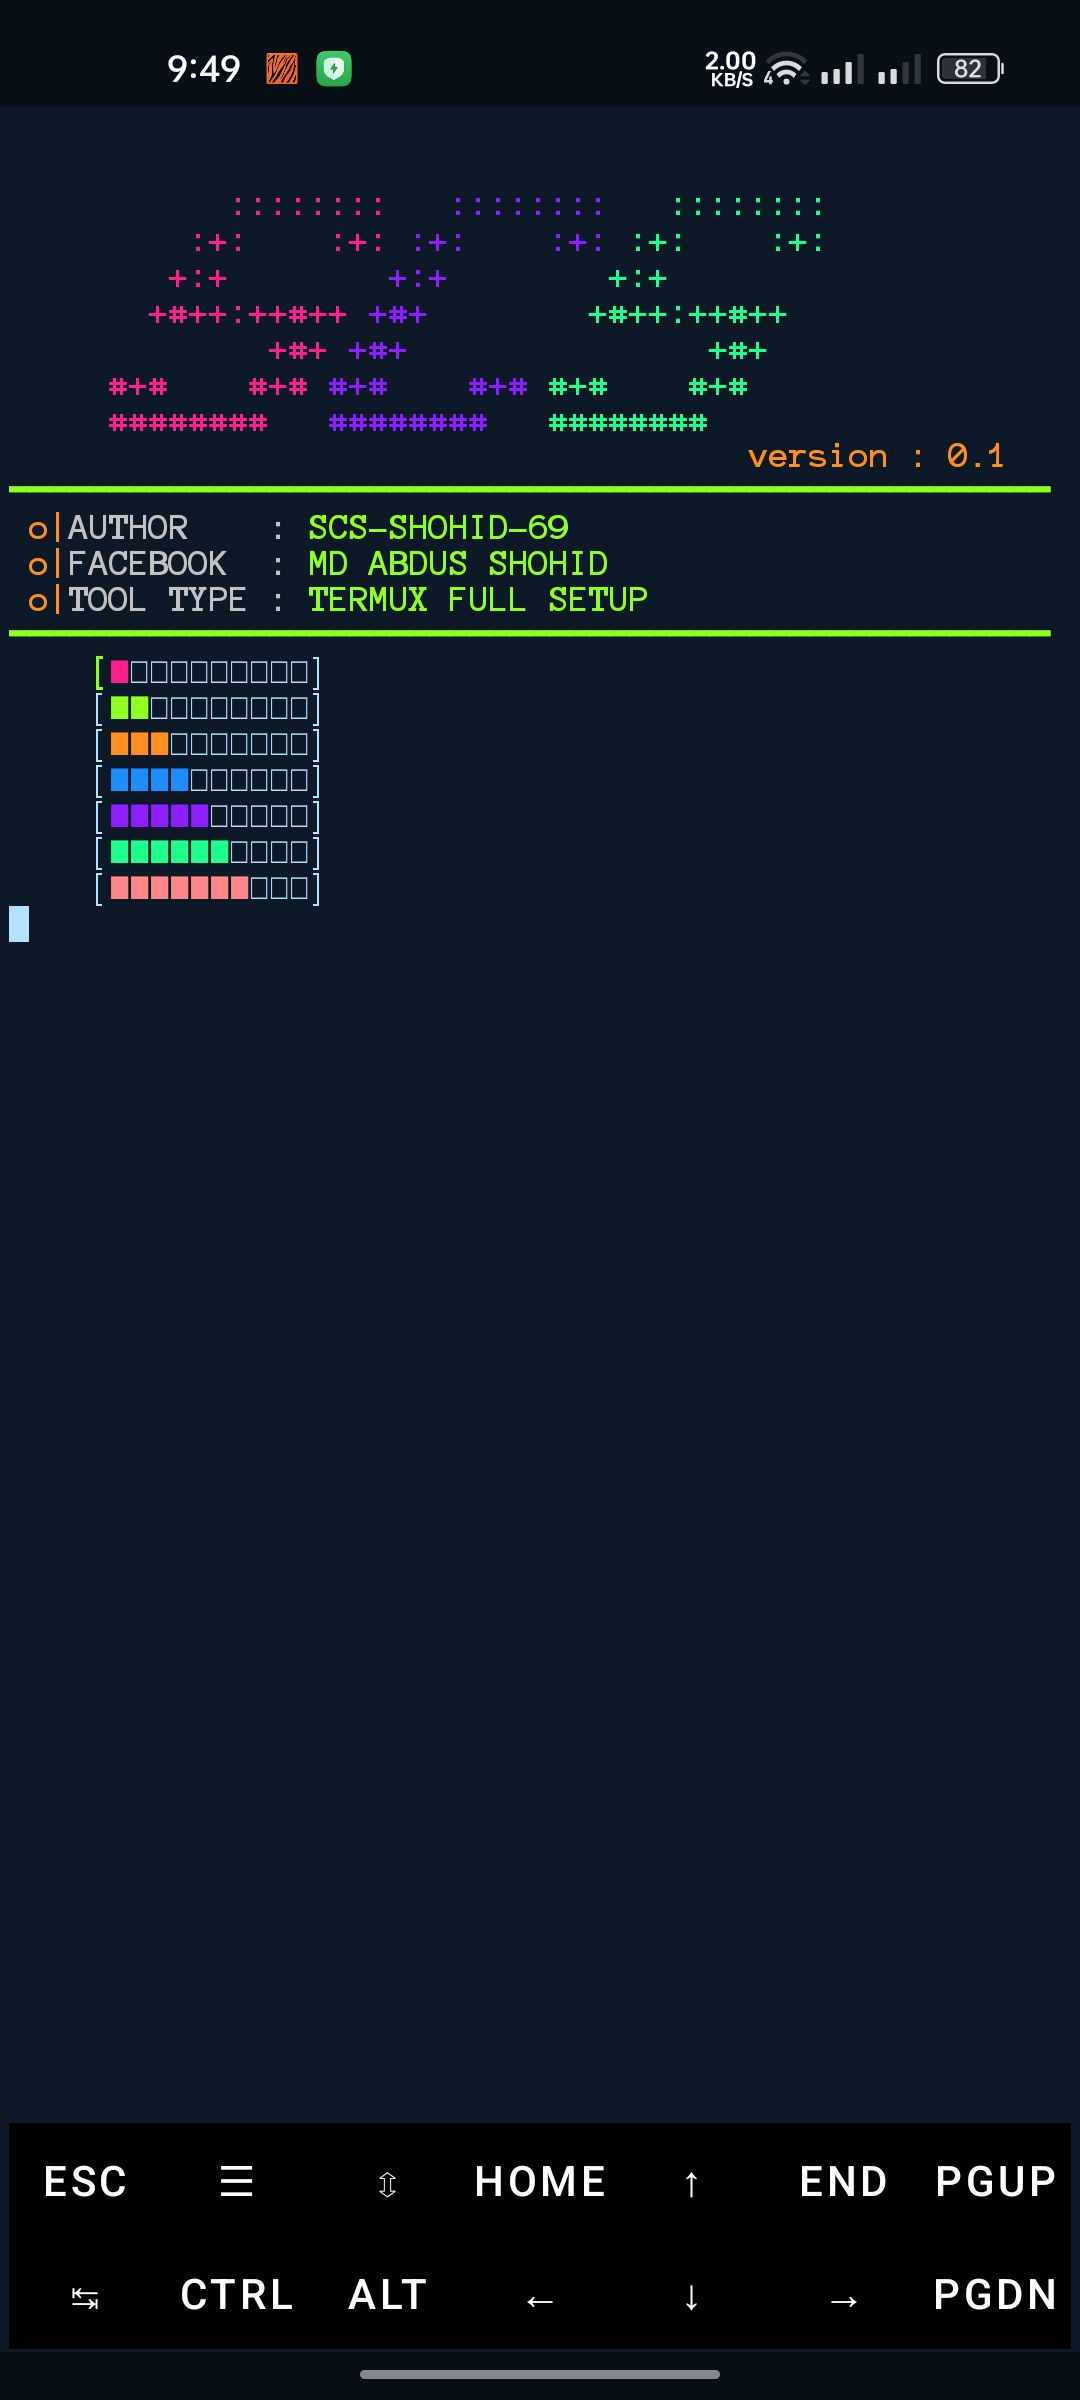 9:49 2.00 KB/S 4 82
:::::::: :::::::: ::::::::
:+: :+: :+: :+: :+: :+:
+:+ +:+ +:+
+#++:++#++ +#+ +#++:++#++
+#+ +#+ +#+
#+# #+# #+# #+# #+# #+#
######## ######## ########
version : 0.1
o|AUTHOR : SCS-SHOHID-69
o|FACEBOOK : MD ABDUS SHOHID
o|TOOL TYPE : TERMUX FULL SETUP
[■□□□□□□□□□]
[■■□□□□□□□□]
[■■■□□□□□□□]
[■■■■□□□□□□]
[■■■■■□□□□□]
[■■■■■■□□□□]
[■■■■■■■□□□]
ESC ☰ ⇳ HOME ↑ END PGUP
↹ CTRL ALT ← ↓ → PGDN